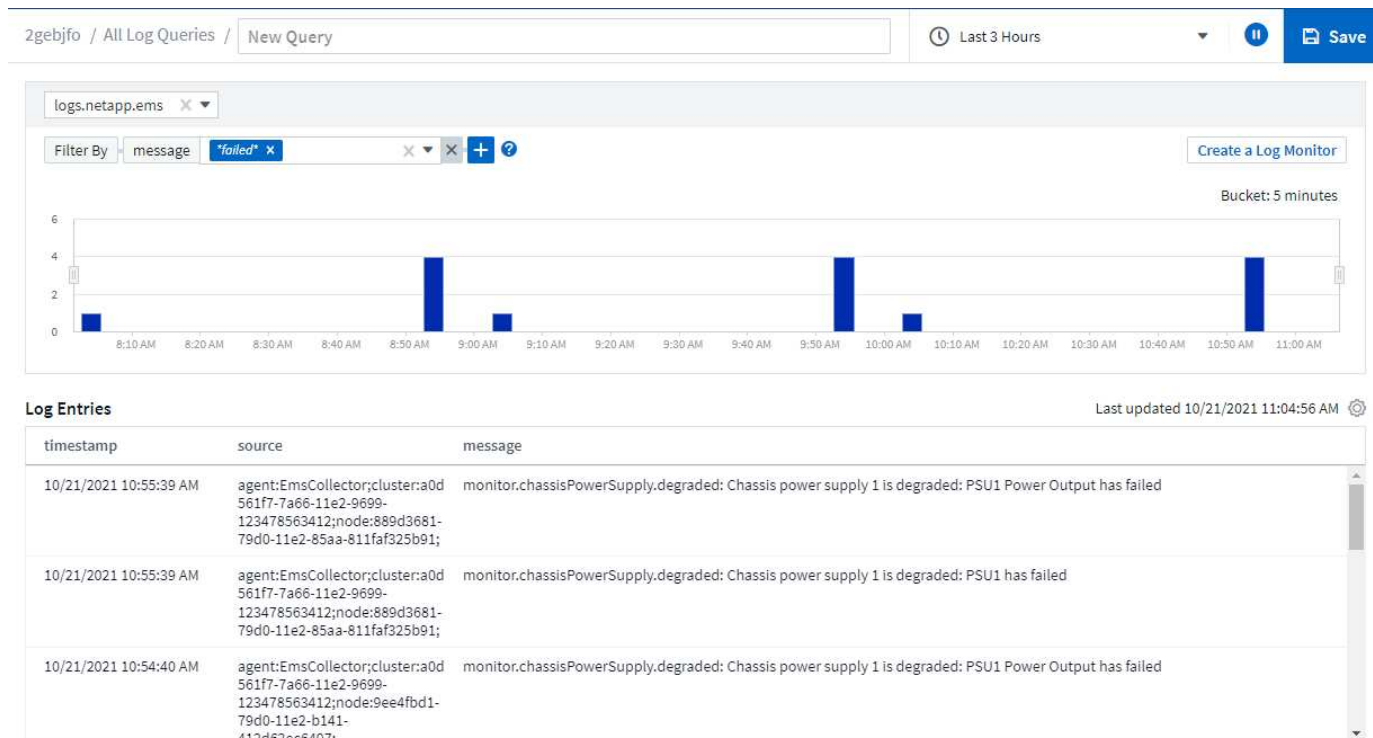 2gebjfo / All Log Queries / New Query
Last 3 Hours
Save
logs.netapp.ems
Filter By message *failed*
Create a Log Monitor
Bucket: 5 minutes
6
4
2
0
8:10 AM 8:20 AM 8:30 AM 8:40 AM 8:50 AM 9:00 AM 9:10 AM 9:20 AM 9:30 AM 9:40 AM 9:50 AM 10:00 AM 10:10 AM 10:20 AM 10:30 AM 10:40 AM 10:50 AM 11:00 AM
Log Entries
Last updated 10/21/2021 11:04:56 AM
timestamp source message
10/21/2021 10:55:39 AM agent:EmsCollector;cluster:a0d monitor.chassisPowerSupply.degraded: Chassis power supply 1 is degraded: PSU1 Power Output has failed
561f7-7a66-11e2-9699-
123478563412;node:889d3681-
79d0-11e2-85aa-811faf325b91;
10/21/2021 10:55:39 AM agent:EmsCollector;cluster:a0d monitor.chassisPowerSupply.degraded: Chassis power supply 1 is degraded: PSU1 has failed
561f7-7a66-11e2-9699-
123478563412;node:889d3681-
79d0-11e2-85aa-811faf325b91;
10/21/2021 10:54:40 AM agent:EmsCollector;cluster:a0d monitor.chassisPowerSupply.degraded: Chassis power supply 1 is degraded: PSU1 Power Output has failed
561f7-7a66-11e2-9699-
123478563412;node:9ee4fbd1-
79d0-11e2-b141-